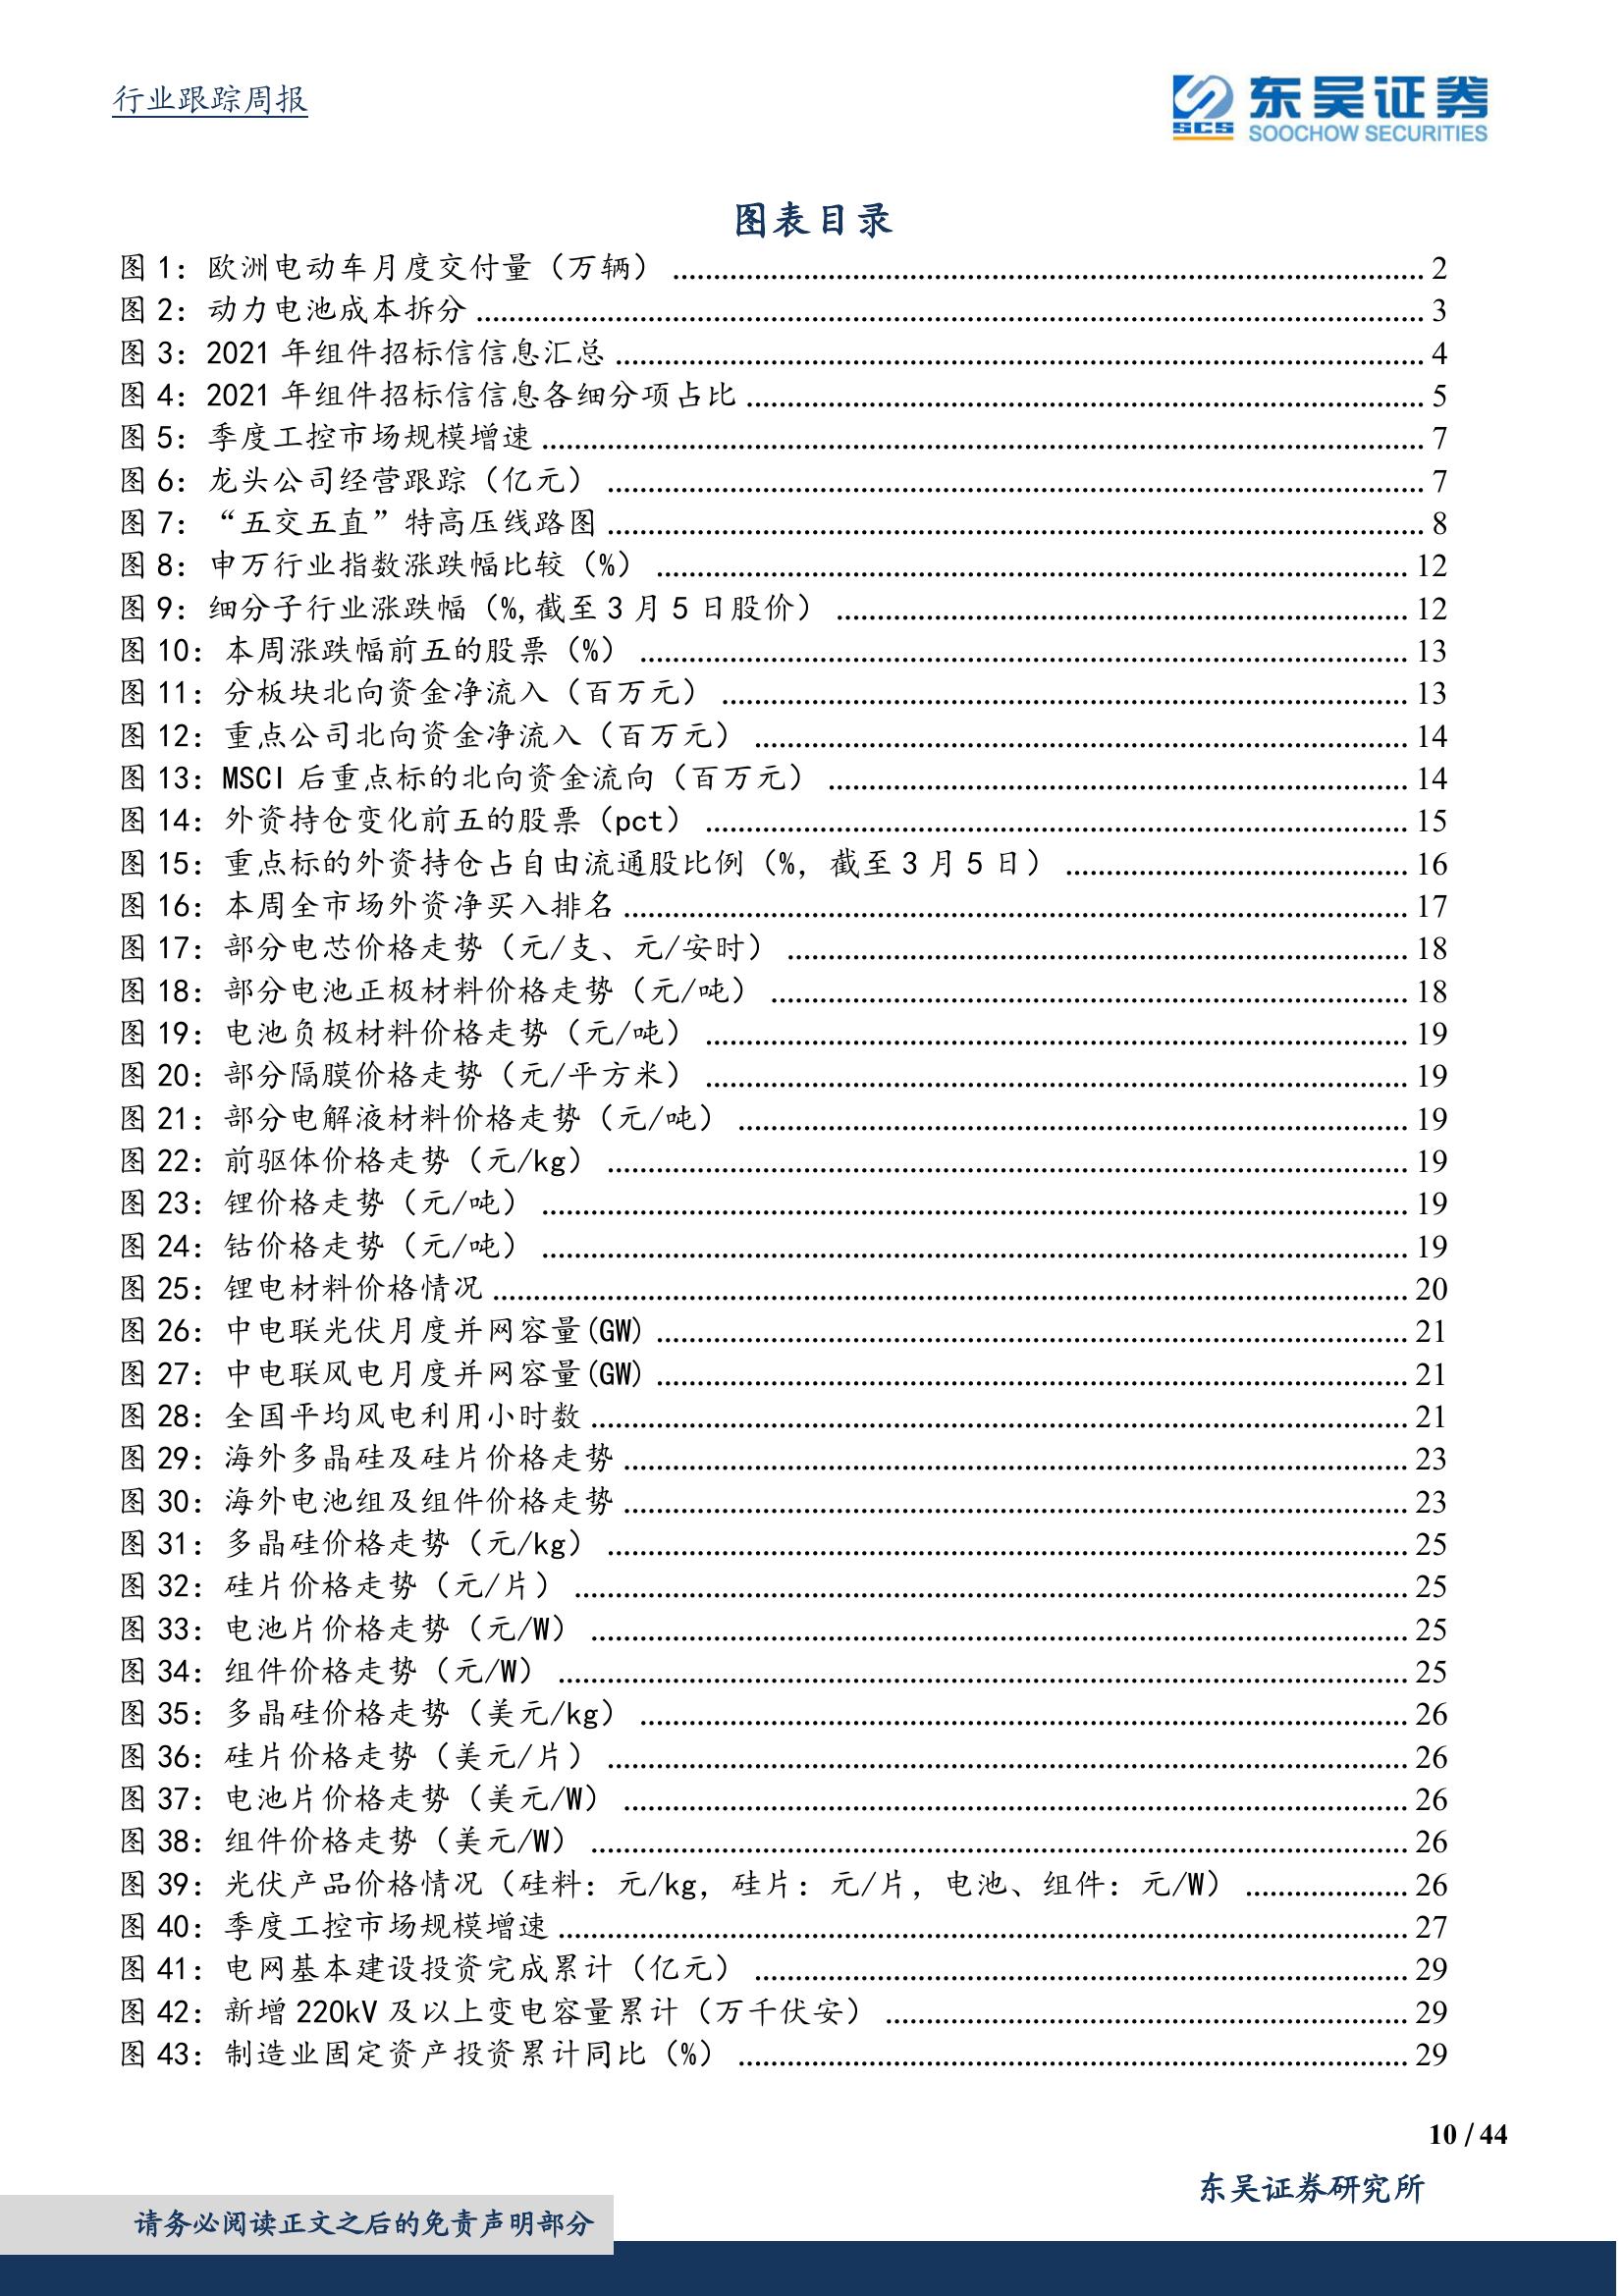 行业跟踪周报
SCS 东吴证券
SOOCHOW SECURITIES
图表目录
图 1：欧洲电动车月度交付量（万辆） 2
图 2：动力电池成本拆分 3
图 3：2021 年组件招标信信息汇总 4
图 4：2021 年组件招标信信息各细分项占比 5
图 5：季度工控市场规模增速 7
图 6：龙头公司经营跟踪（亿元） 7
图 7：“五交五直”特高压线路图 8
图 8：申万行业指数涨跌幅比较（%） 12
图 9：细分子行业涨跌幅（%,截至 3 月 5 日股价） 12
图 10：本周涨跌幅前五的股票（%） 13
图 11：分板块北向资金净流入（百万元） 13
图 12：重点公司北向资金净流入（百万元） 14
图 13：MSCI 后重点标的北向资金流向（百万元） 14
图 14：外资持仓变化前五的股票（pct） 15
图 15：重点标的外资持仓占自由流通股比例（%，截至 3 月 5 日） 16
图 16：本周全市场外资净买入排名 17
图 17：部分电芯价格走势（元/支、元/安时） 18
图 18：部分电池正极材料价格走势（元/吨） 18
图 19：电池负极材料价格走势（元/吨） 19
图 20：部分隔膜价格走势（元/平方米） 19
图 21：部分电解液材料价格走势（元/吨） 19
图 22：前驱体价格走势（元/kg） 19
图 23：锂价格走势（元/吨） 19
图 24：钴价格走势（元/吨） 19
图 25：锂电材料价格情况 20
图 26：中电联光伏月度并网容量(GW) 21
图 27：中电联风电月度并网容量(GW) 21
图 28：全国平均风电利用小时数 21
图 29：海外多晶硅及硅片价格走势 23
图 30：海外电池组及组件价格走势 23
图 31：多晶硅价格走势（元/kg） 25
图 32：硅片价格走势（元/片） 25
图 33：电池片价格走势（元/W） 25
图 34：组件价格走势（元/W） 25
图 35：多晶硅价格走势（美元/kg） 26
图 36：硅片价格走势（美元/片） 26
图 37：电池片价格走势（美元/W） 26
图 38：组件价格走势（美元/W） 26
图 39：光伏产品价格情况（硅料：元/kg，硅片：元/片，电池、组件：元/W） 26
图 40：季度工控市场规模增速 27
图 41：电网基本建设投资完成累计（亿元） 29
图 42：新增 220kV 及以上变电容量累计（万千伏安） 29
图 43：制造业固定资产投资累计同比（%） 29
10 / 44
东吴证券研究所
请务必阅读正文之后的免责声明部分